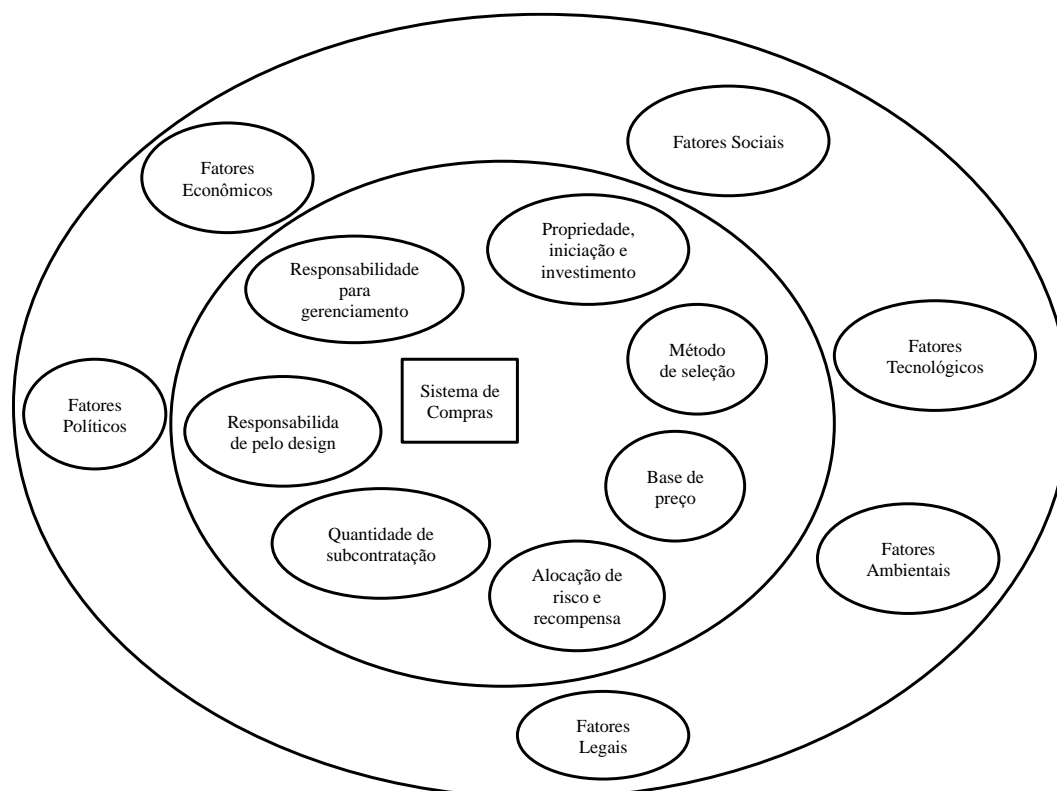 Fatores Sociais
Fatores
Econômicos
Propriedade,
iniciação e
investimento
Responsabilidade
para
gerenciamento
Método
de seleção
Fatores
Tecnológicos
Sistema de
Compras
Fatores
Políticos
Responsabilida
de pelo design
Base de
preço
Quantidade de
subcontratação
Fatores
Ambientais
Alocação de
risco e
recompensa
Fatores
Legais